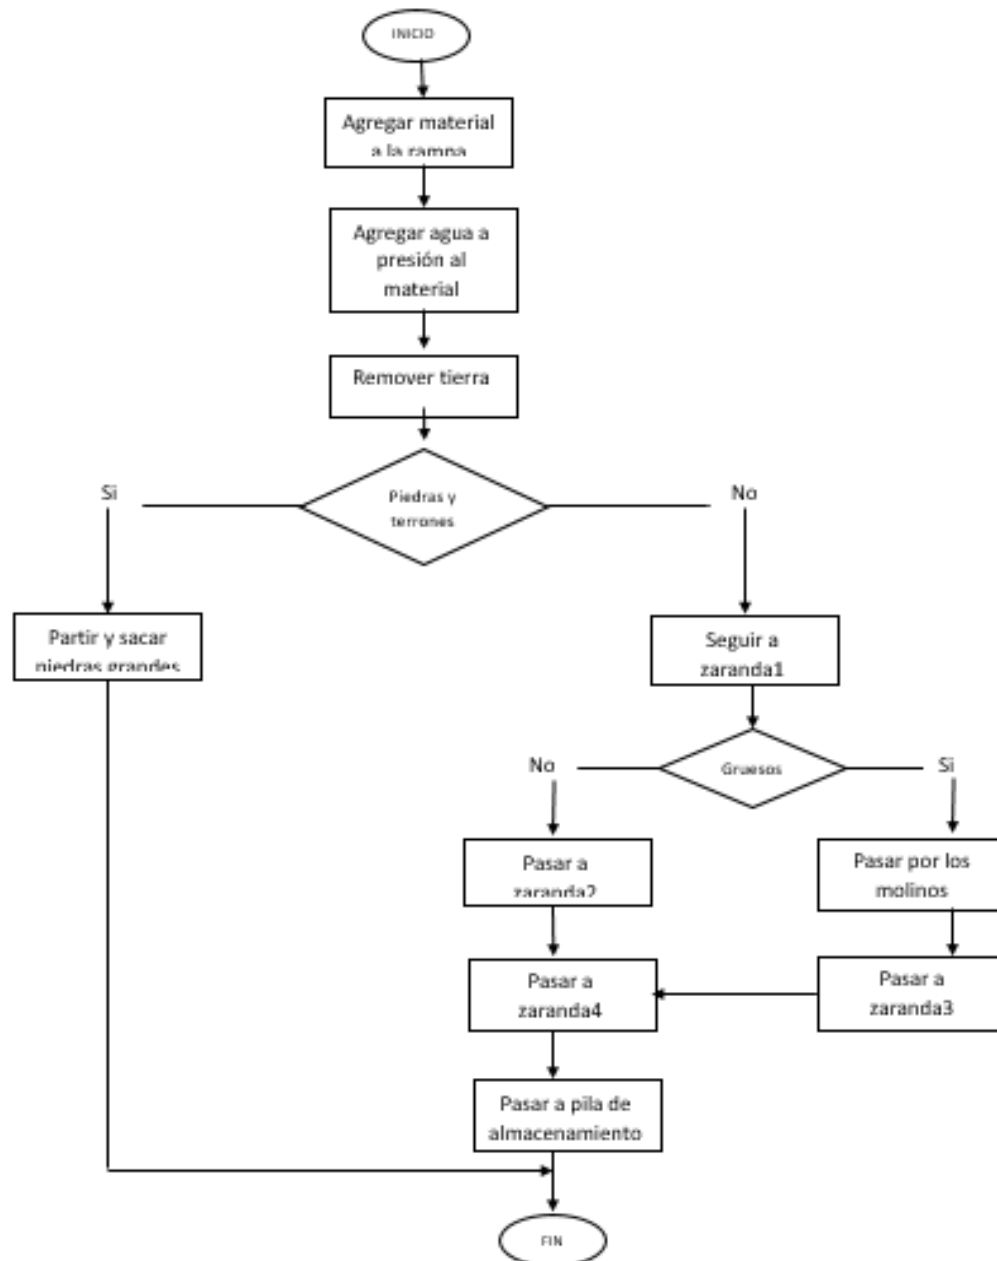 INICIO
Agregar material
a la rampa
Agregar agua a
presión al
material
Remover tierra
Si
Piedras y
terrones
No
Partir y sacar
piedras grandes
Seguir a
zaranda1
No
Gruesos
Si
Pasar a
zaranda2
Pasar por los
molinos
Pasar a
zaranda4
Pasar a
zaranda3
Pasar a pila de
almacenamiento
FIN